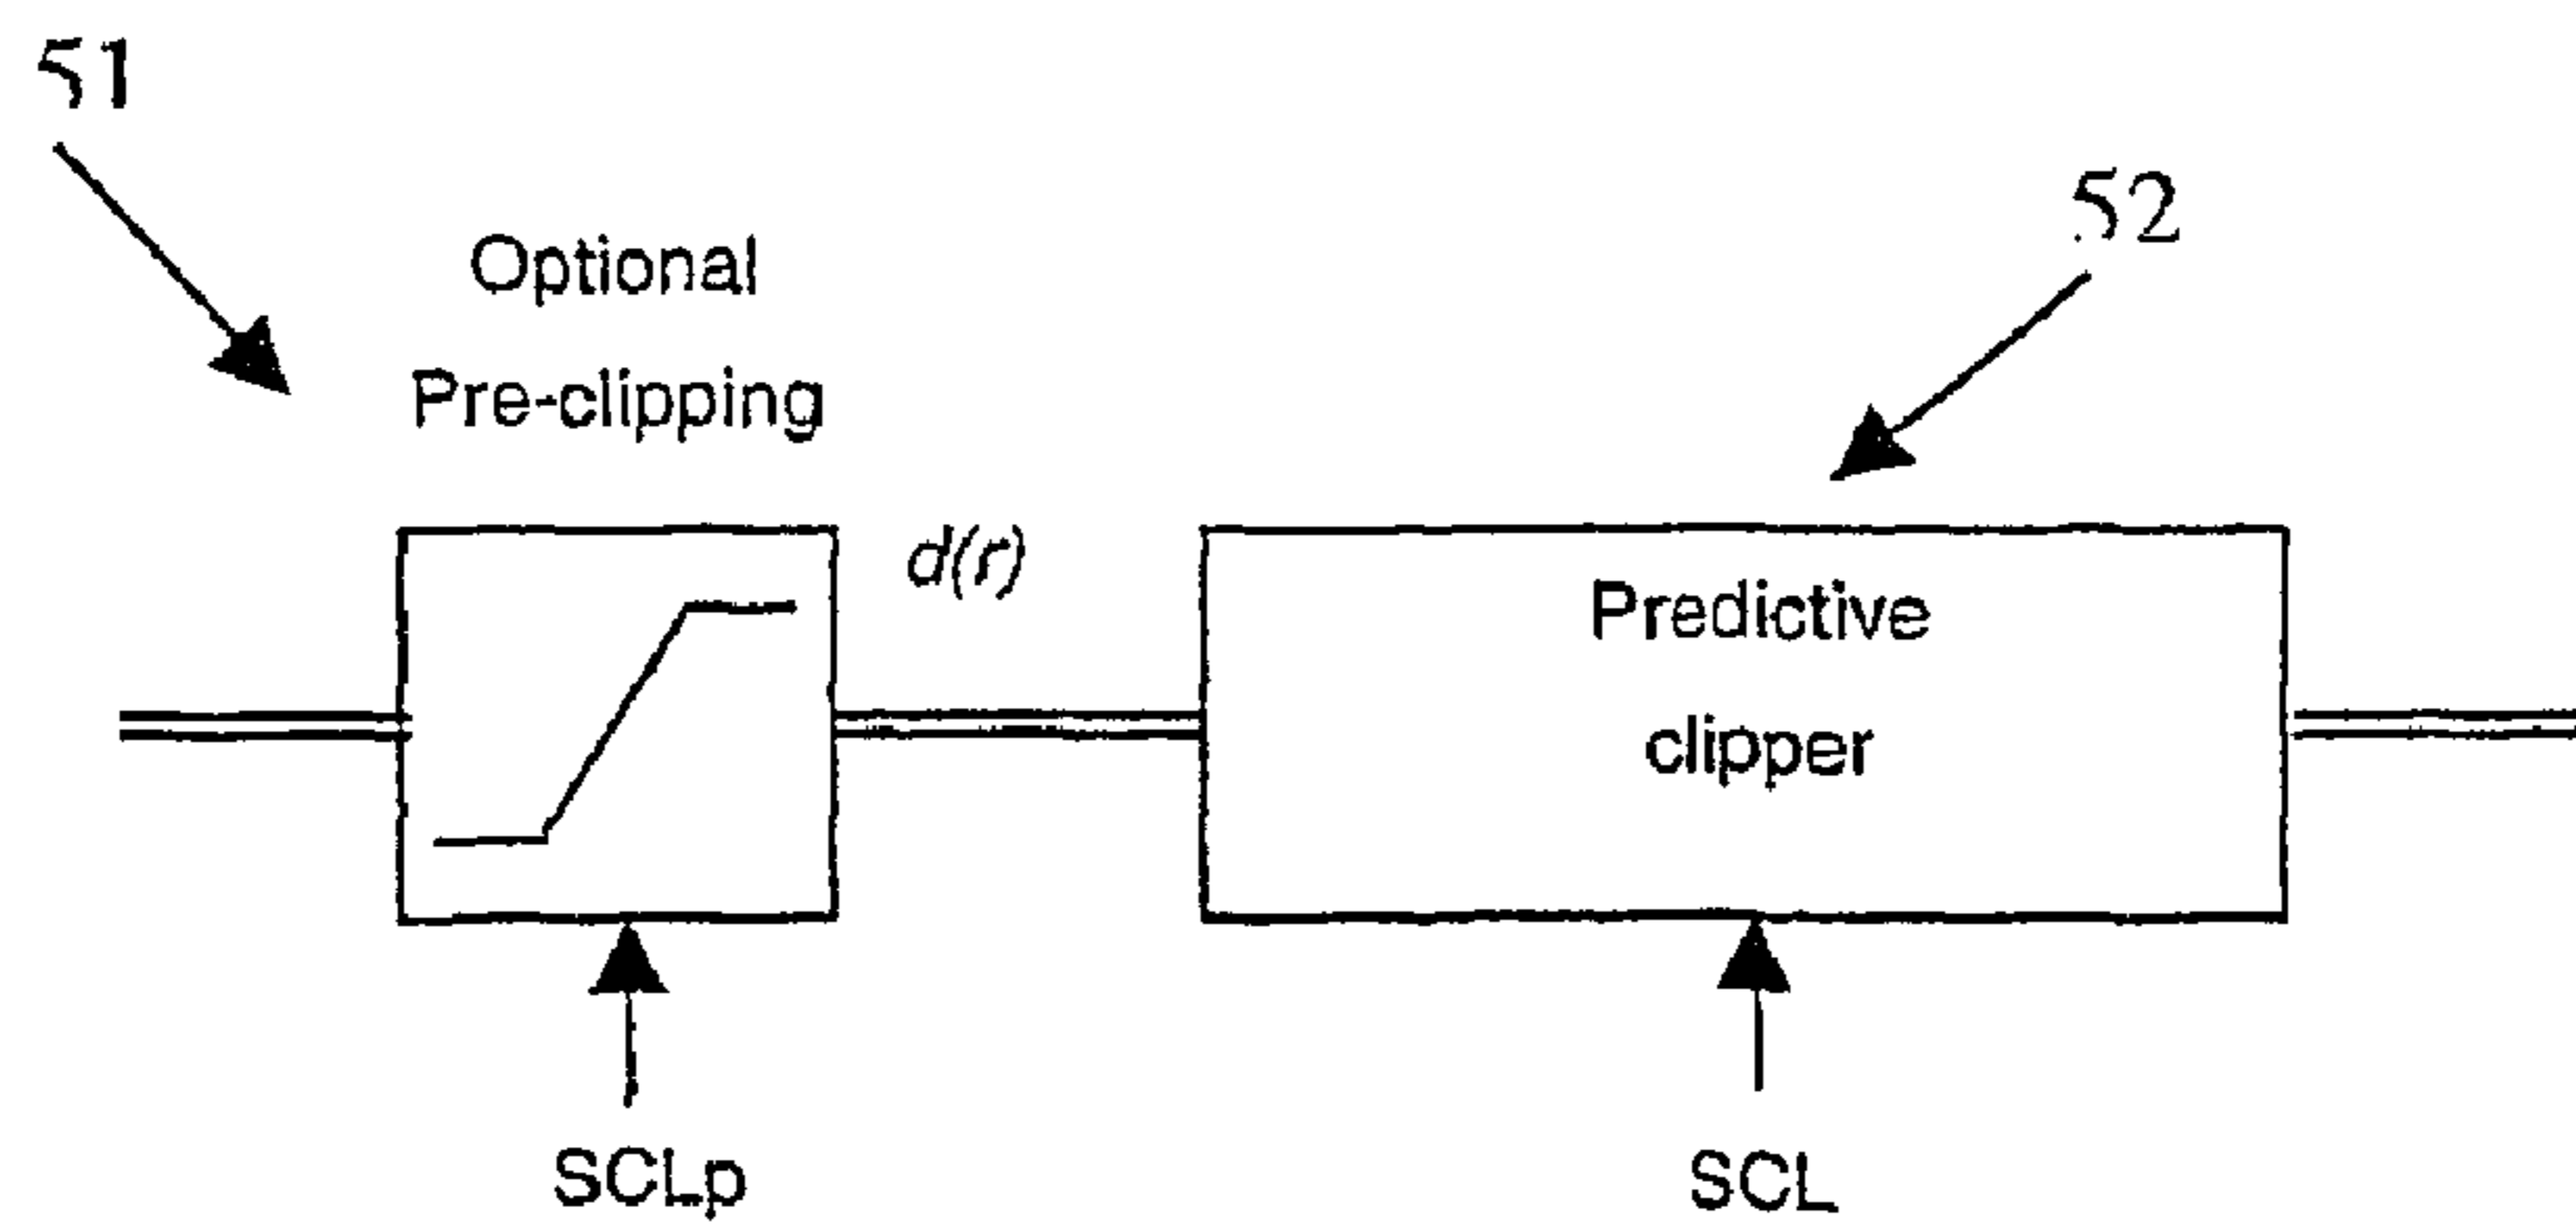 51
52
Optional
Pre-clipping
d(r)
Predictive
clipper
SCLp
SCL